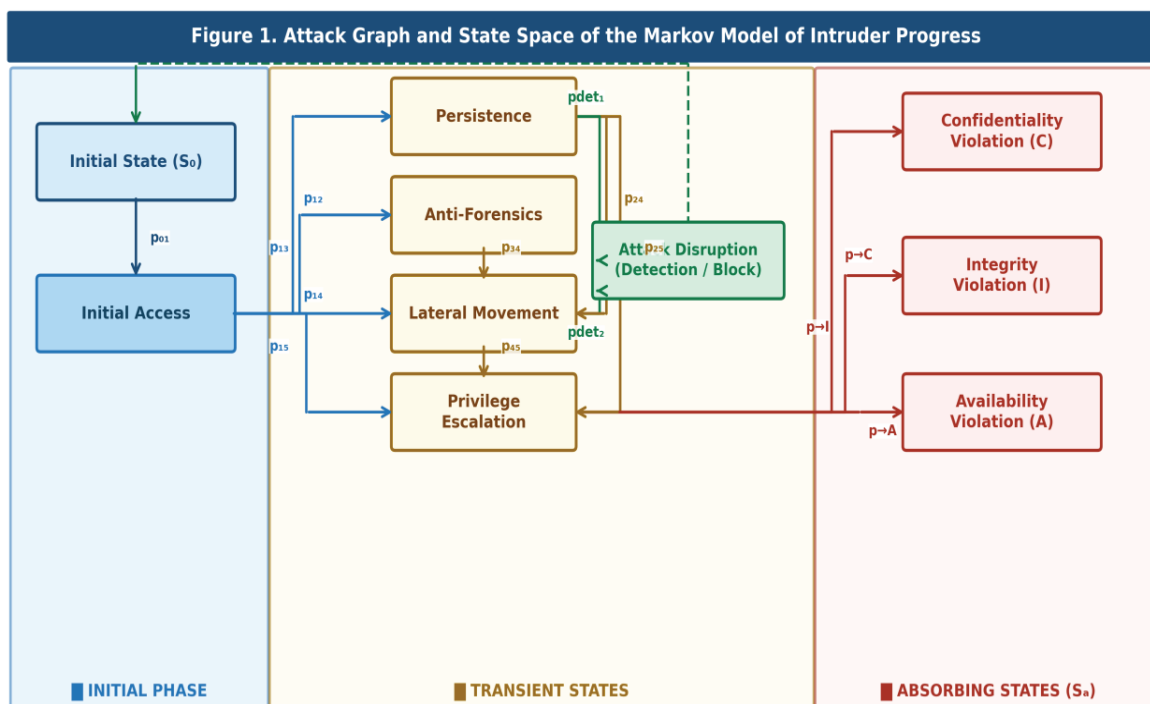 Figure 1. Attack Graph and State Space of the Markov Model of Intruder Progress
Initial State (S₀)
p₀₁
Initial Access
p₁₂
p₁₃
p₁₄
p₁₅
Persistence
Anti-Forensics
p₃₄
Lateral Movement
p₄₅
Privilege
Escalation
pdet₁
p₂₄
p₂₅
(Detection / Block)
Disruption
pdet₂
Confidentiality
Violation (C)
p→C
Integrity
Violation (I)
p→I
Availability
Violation (A)
p→A
INITIAL PHASE
TRANSIENT STATES
ABSORBING STATES (Sₐ)